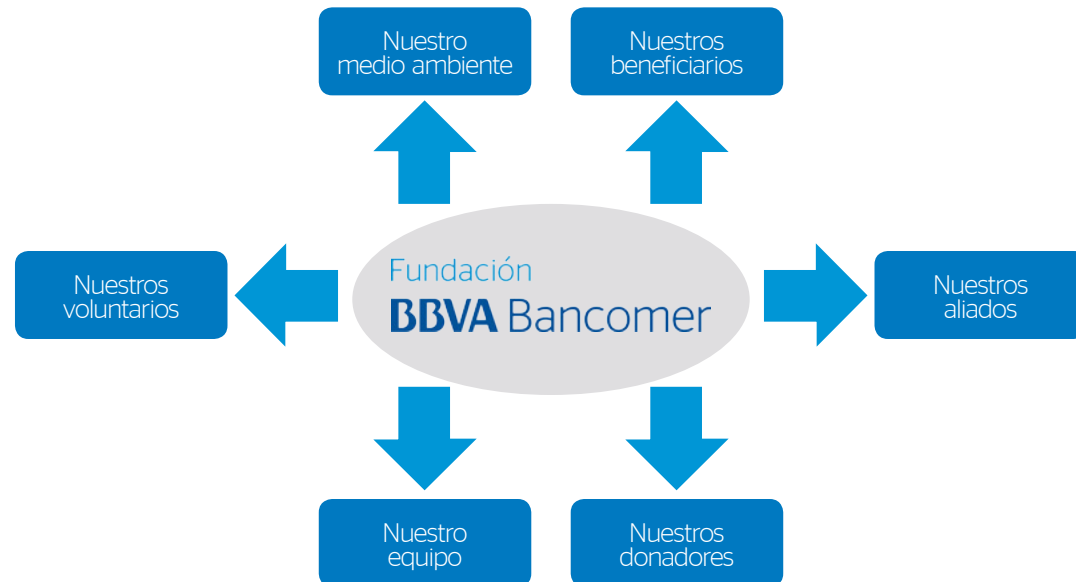 Nuestro
medio ambiente
Nuestros
beneficiarios
Nuestros
voluntarios
Fundación
BBVA Bancomer
Nuestros
aliados
Nuestro
equipo
Nuestros
donadores